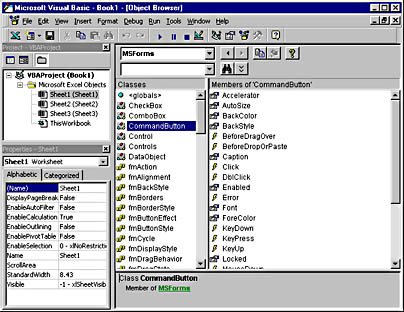 Microsoft Visual Basic - Book1 - [Object Browser]
File Edit View Insert Format Debug Run Tools Window Help
Project - VBAProject
MSForms
VBAProject (Book1)
Microsoft Excel Objects
Sheet1 (Sheet1)
Sheet2 (Sheet2)
Sheet3 (Sheet3)
ThisWorkbook
Properties - Sheet1
Sheet1 Worksheet
Alphabetic Categorized
(Name) Sheet1
DisplayPageBreak False
EnableAutoFilter False
EnableCalculation True
EnableOutlining False
EnablePivotTable False
EnableSelection 0 - xlNoRestrictio
Name Sheet1
ScrollArea
StandardWidth 8.43
Visible -1 - xlSheetVisib
Classes
<globals>
CheckBox
ComboBox
CommandButton
Control
Controls
DataObject
fmAction
fmAlignment
fmBackStyle
fmBorders
fmBorderStyle
fmButtonEffect
fmButtonStyle
fmCycle
fmDisplayStyle
fmDragBehavior
fmDragState
Members of 'CommandButton'
Accelerator
AutoSize
BackColor
BackStyle
BeforeDragOver
BeforeDropOrPaste
Caption
Click
DblClick
Enabled
Error
Font
ForeColor
KeyDown
KeyPress
KeyUp
Locked
MouseDown
Class CommandButton
Member of MSForms